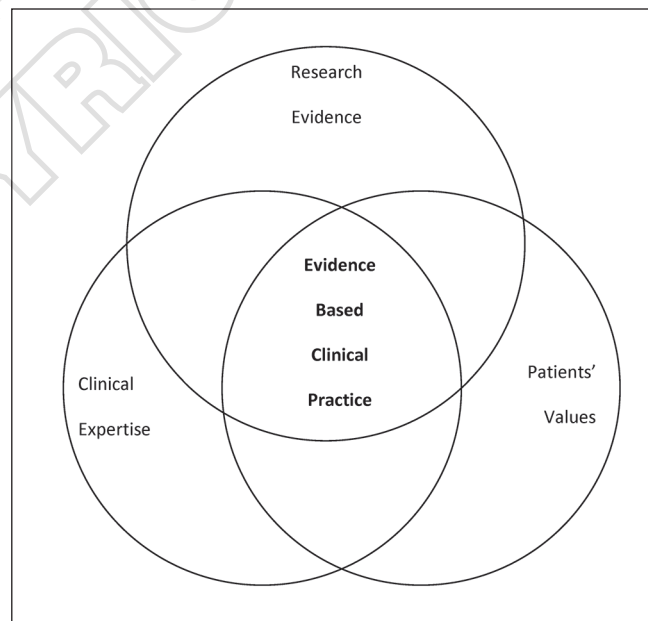 Research
Evidence
Evidence
Based
Clinical
Practice
Clinical
Expertise
Patients’
Values